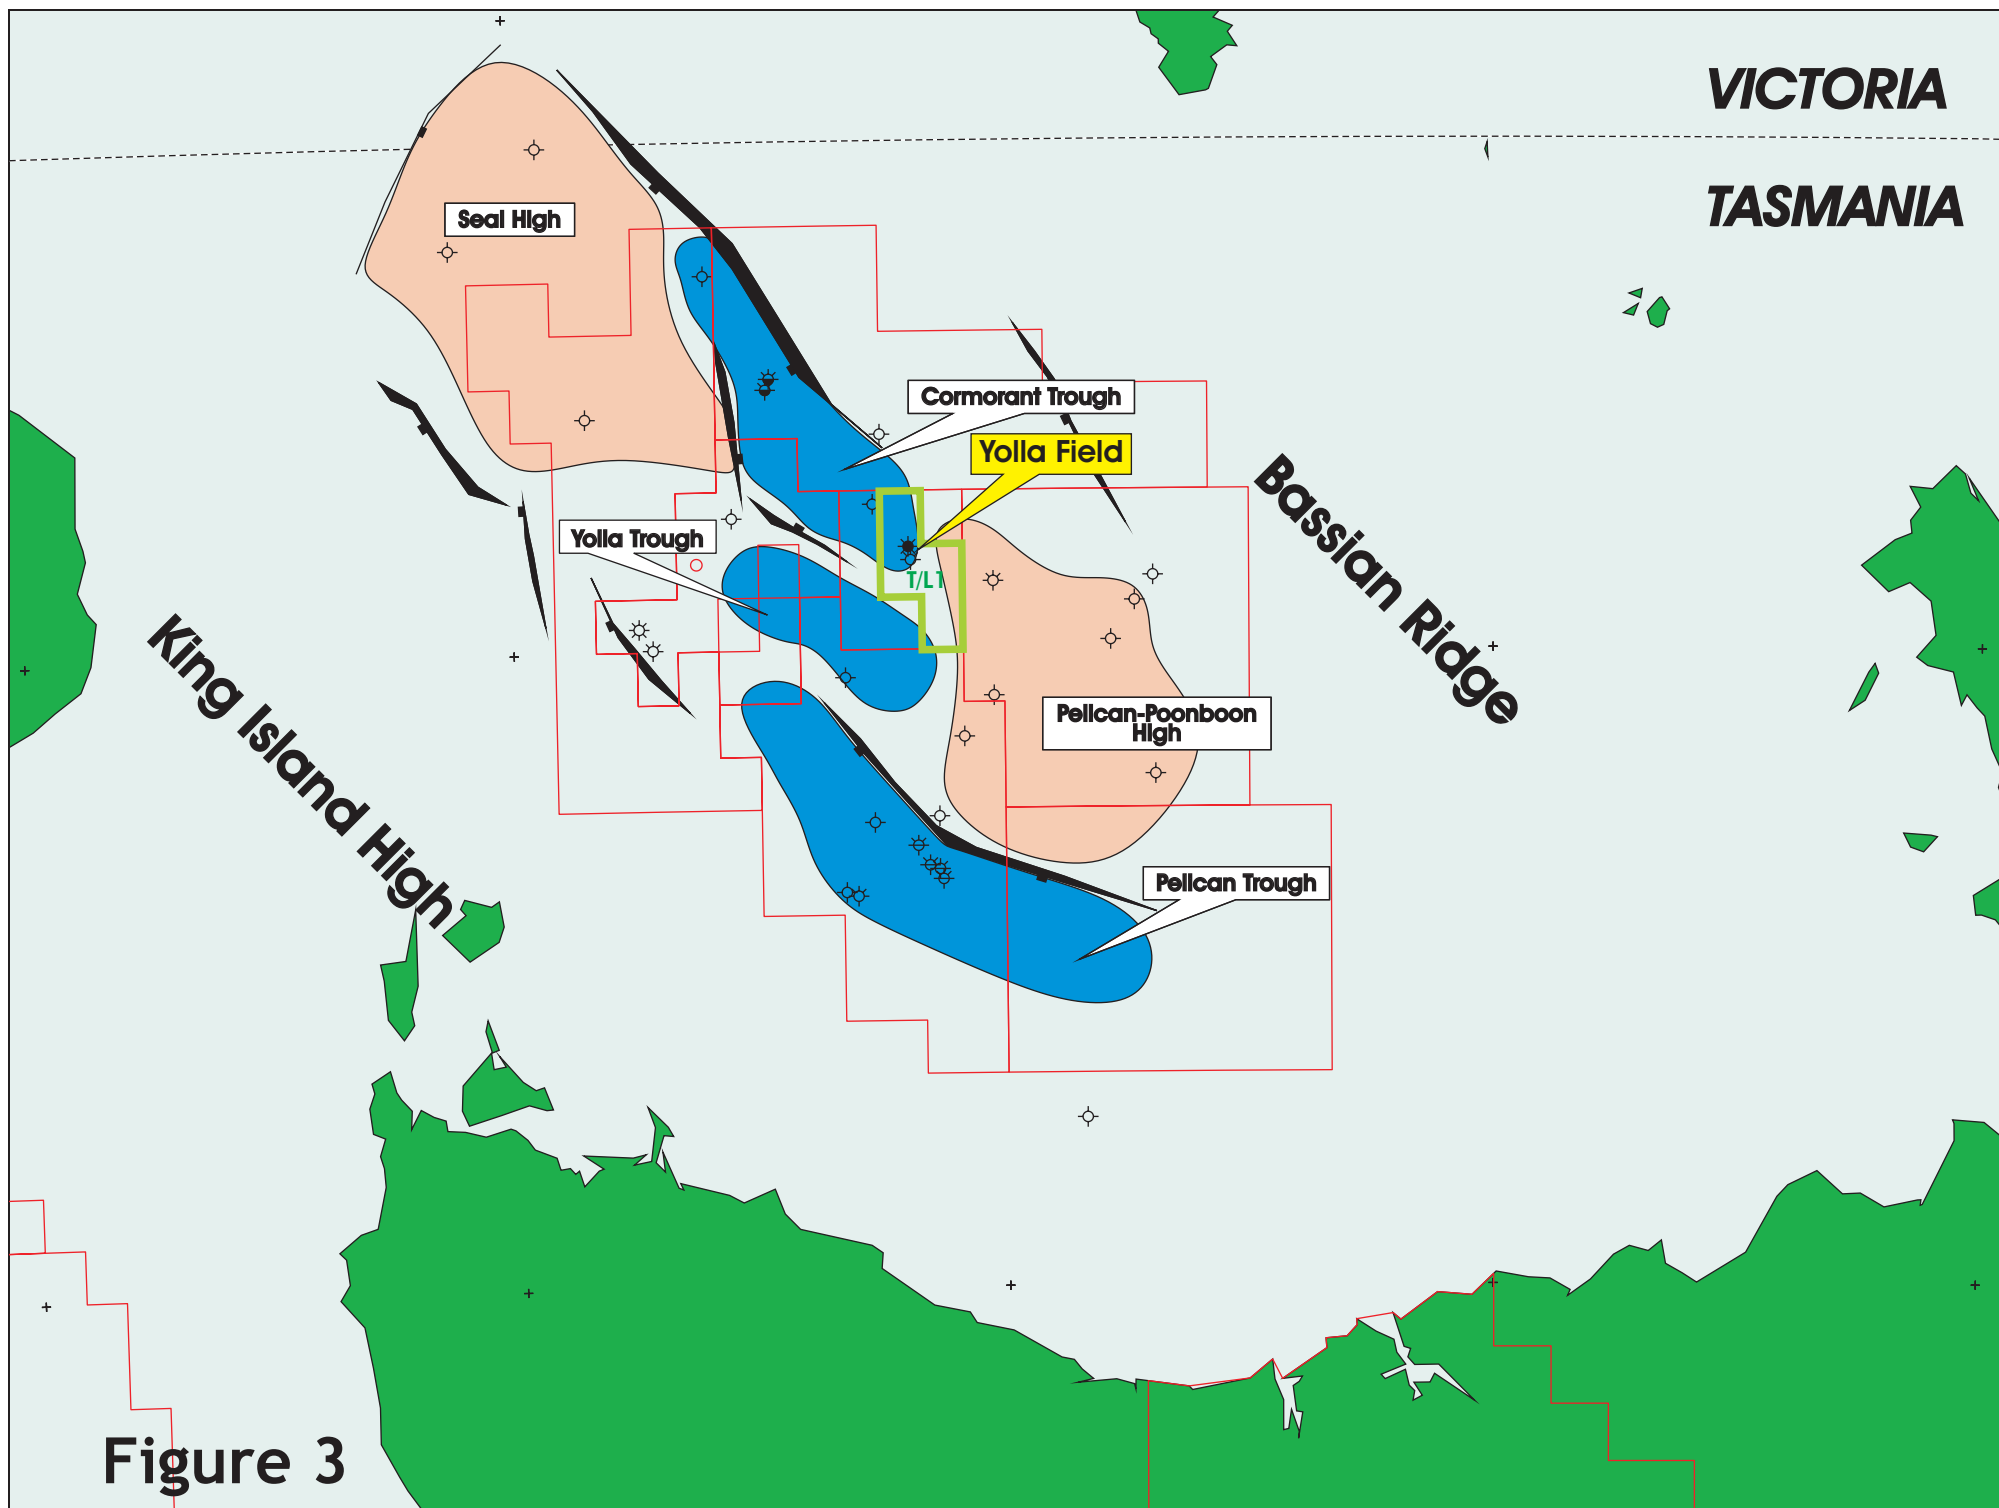 VICTORIA
TASMANIA
Seal High
Cormorant Trough
Yolla Field
Bassian Ridge
Yolla Trough
T/L1
King Island High
Pelican-Poonboon
High
Pelican Trough
Figure 3